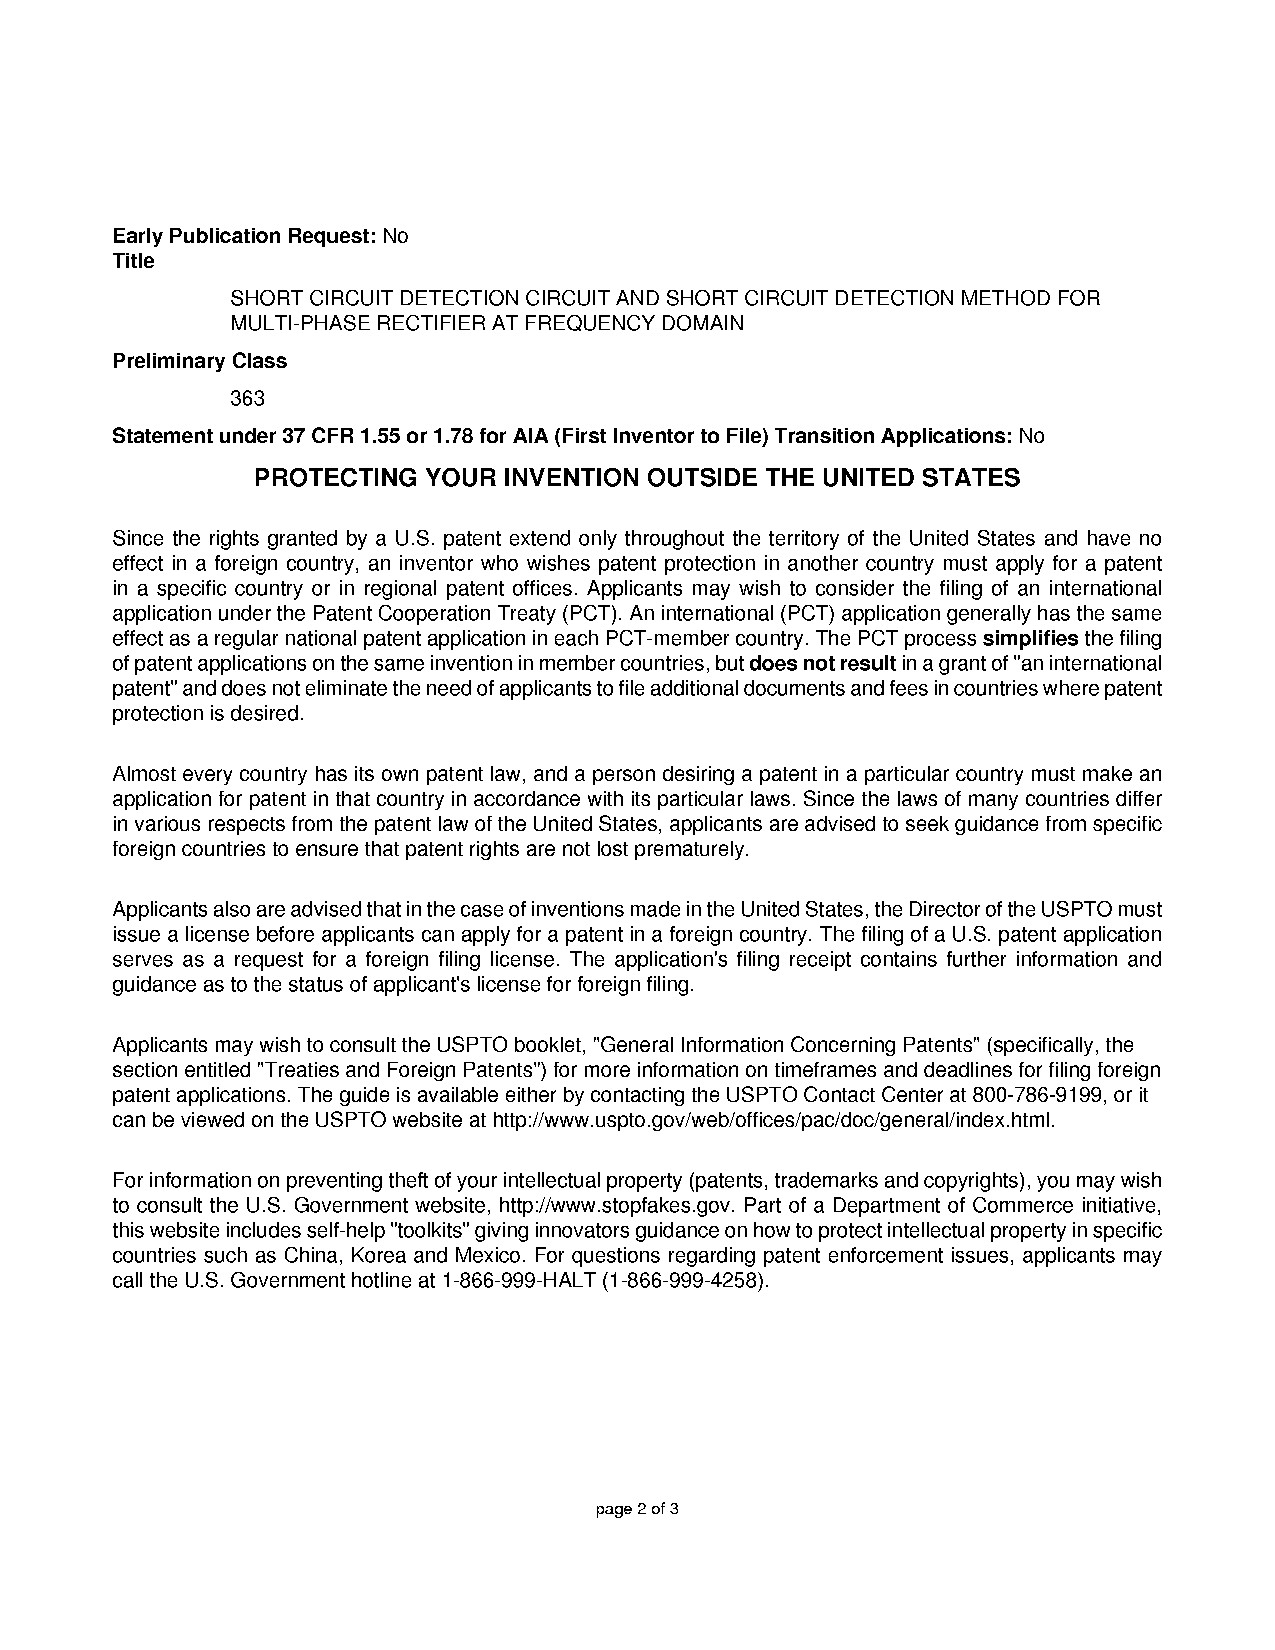 Early Publication Request: No
Title
SHORT CIRCUIT DETECTION CIRCUIT AND SHORT CIRCUIT DETECTION METHOD FOR
MULTI-PHASE RECTIFIER AT FREQUENCY DOMAIN
Preliminary Class
363
Statement under 37 CFR 1.55 or 1.78 for AIA (First Inventor to File) Transition Applications: No
PROTECTING YOUR INVENTION OUTSIDE THE UNITED STATES
Since the rights granted by a U.S. patent extend only throughout the territory of the United States and have no
effect in a foreign country, an inventor who wishes patent protection in another country must apply for a patent
in a specific country or in regional patent offices. Applicants may wish to consider the filing of an international
application under the Patent Cooperation Treaty (PCT). An international (PCT) application generally has the same
effect as a regular national patent application in each PCT-member country. The PCT process simplifies the filing
of patent applications on the same invention in member countries, but does not result in a grant of "an international
patent" and does not eliminate the need of applicants to file additional documents and fees in countries where patent
protection is desired.
Almost every country has its own patent law, and a person desiring a patent in a particular country must make an
application for patent in that country in accordance with its particular laws. Since the laws of many countries differ
in various respects from the patent law of the United States, applicants are advised to seek guidance from specific
foreign countries to ensure that patent rights are not lost prematurely.
Applicants also are advised that in the case of inventions made in the United States, the Director of the USPTO must
issue a license before applicants can apply for a patent in a foreign country. The filing of a U.S. patent application
serves as a request for a foreign filing license. The application's filing receipt contains further information and
guidance as to the status of applicant's license for foreign filing.
Applicants may wish to consult the USPTO booklet, "General Information Concerning Patents" (specifically, the
section entitled "Treaties and Foreign Patents") for more information on timeframes and deadlines for filing foreign
patent applications. The guide is available either by contacting the USPTO Contact Center at 800-786-9199, or it
can be viewed on the USPTO website at http://www.uspto.gov/web/offices/pac/doc/general/index.html.
For information on preventing theft of your intellectual property (patents, trademarks and copyrights), you may wish
to consult the U.S. Government website, http://www.stopfakes.gov. Part of a Department of Commerce initiative,
this website includes self-help "toolkits" giving innovators guidance on how to protect intellectual property in specific
countries such as China, Korea and Mexico. For questions regarding patent enforcement issues, applicants may
call the U.S. Government hotline at 1-866-999-HALT (1-866-999-4258).
page 2 of 3